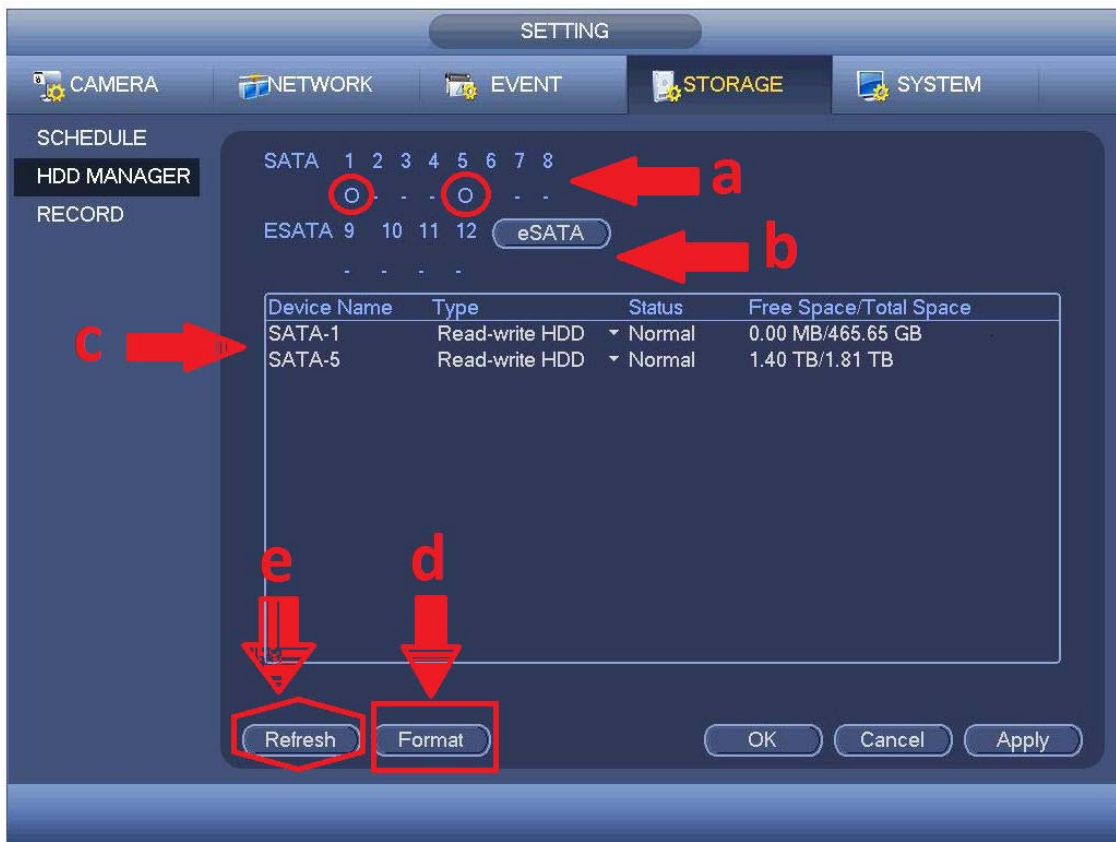 SETTING
CAMERA NETWORK EVENT STORAGE SYSTEM
SCHEDULE
HDD MANAGER
RECORD
SATA 1 2 3 4 5 6 7 8
O - - - O - - -
ESATA 9 10 11 12 eSATA
- - - -
a
b
c
Device Name Type Status Free Space/Total Space
SATA-1 Read-write HDD Normal 0.00 MB/465.65 GB
SATA-5 Read-write HDD Normal 1.40 TB/1.81 TB
e d
Refresh Format OK Cancel Apply